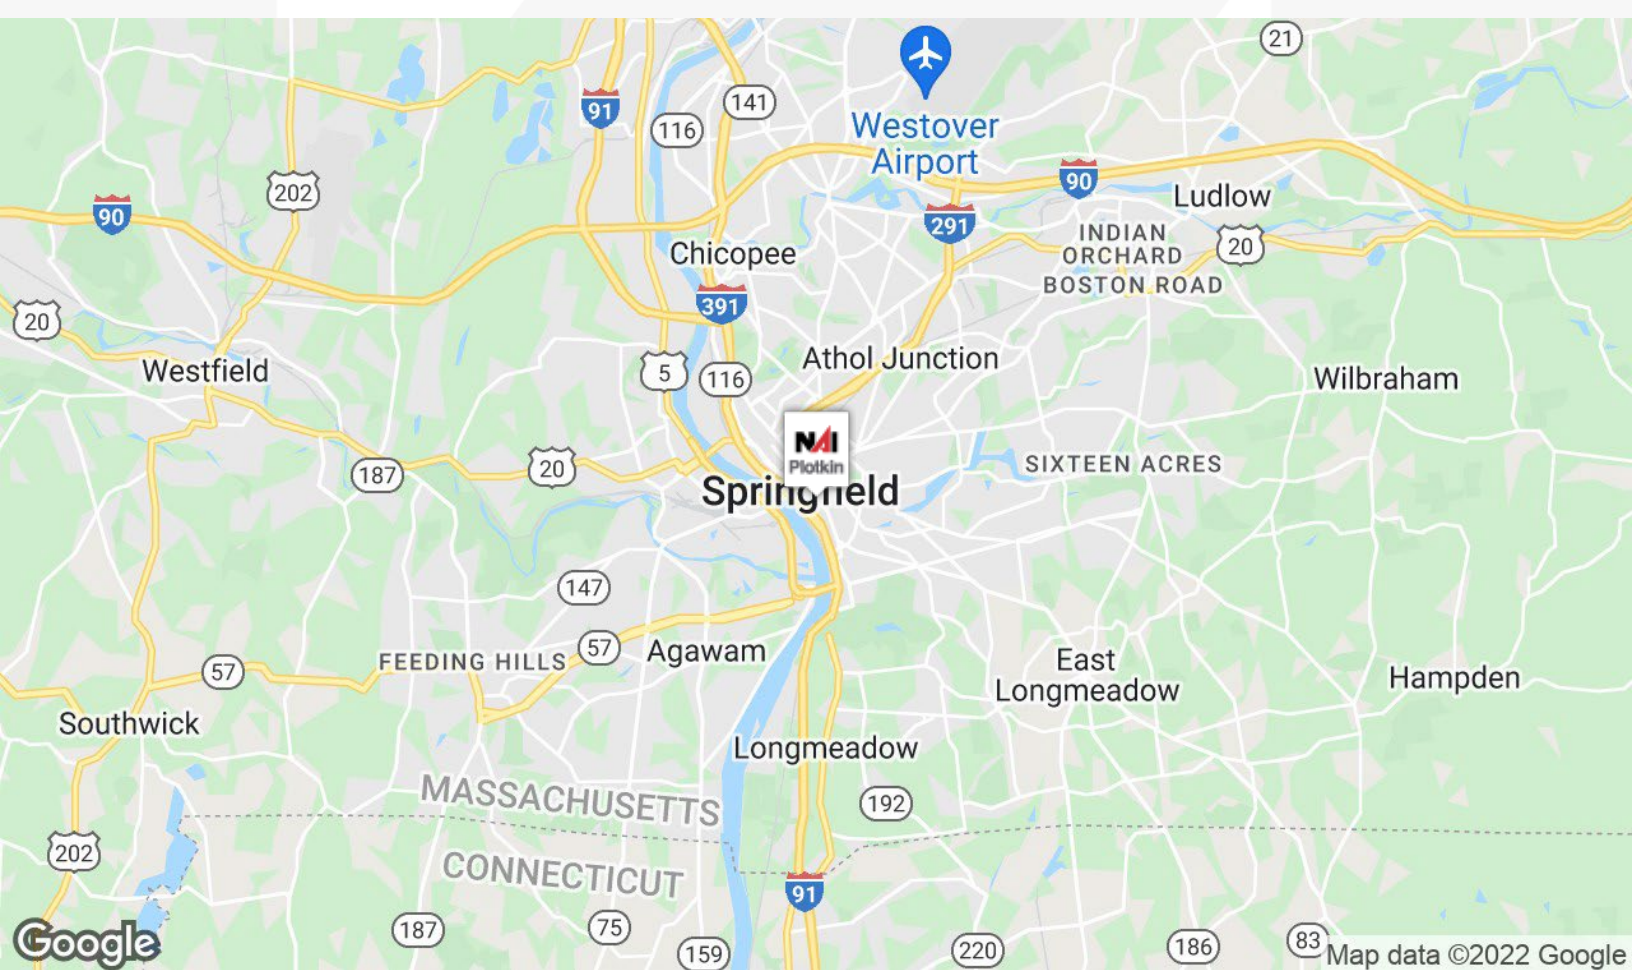 21
91
141
116
Westover
Airport
202
90
90
Ludlow
291
INDIAN
ORCHARD
20
Chicopee
BOSTON ROAD
391
20
Athol Junction
Westfield
5
116
Wilbraham
NAI
Plotkin
20
SIXTEEN ACRES
187
Springfield
147
57
Agawam
FEEDING HILLS
57
East
Longmeadow
Hampden
Southwick
Longmeadow
MASSACHUSETTS
192
202
CONNECTICUT
91
187
75
Google
159
220
186
83
Map data ©2022 Google